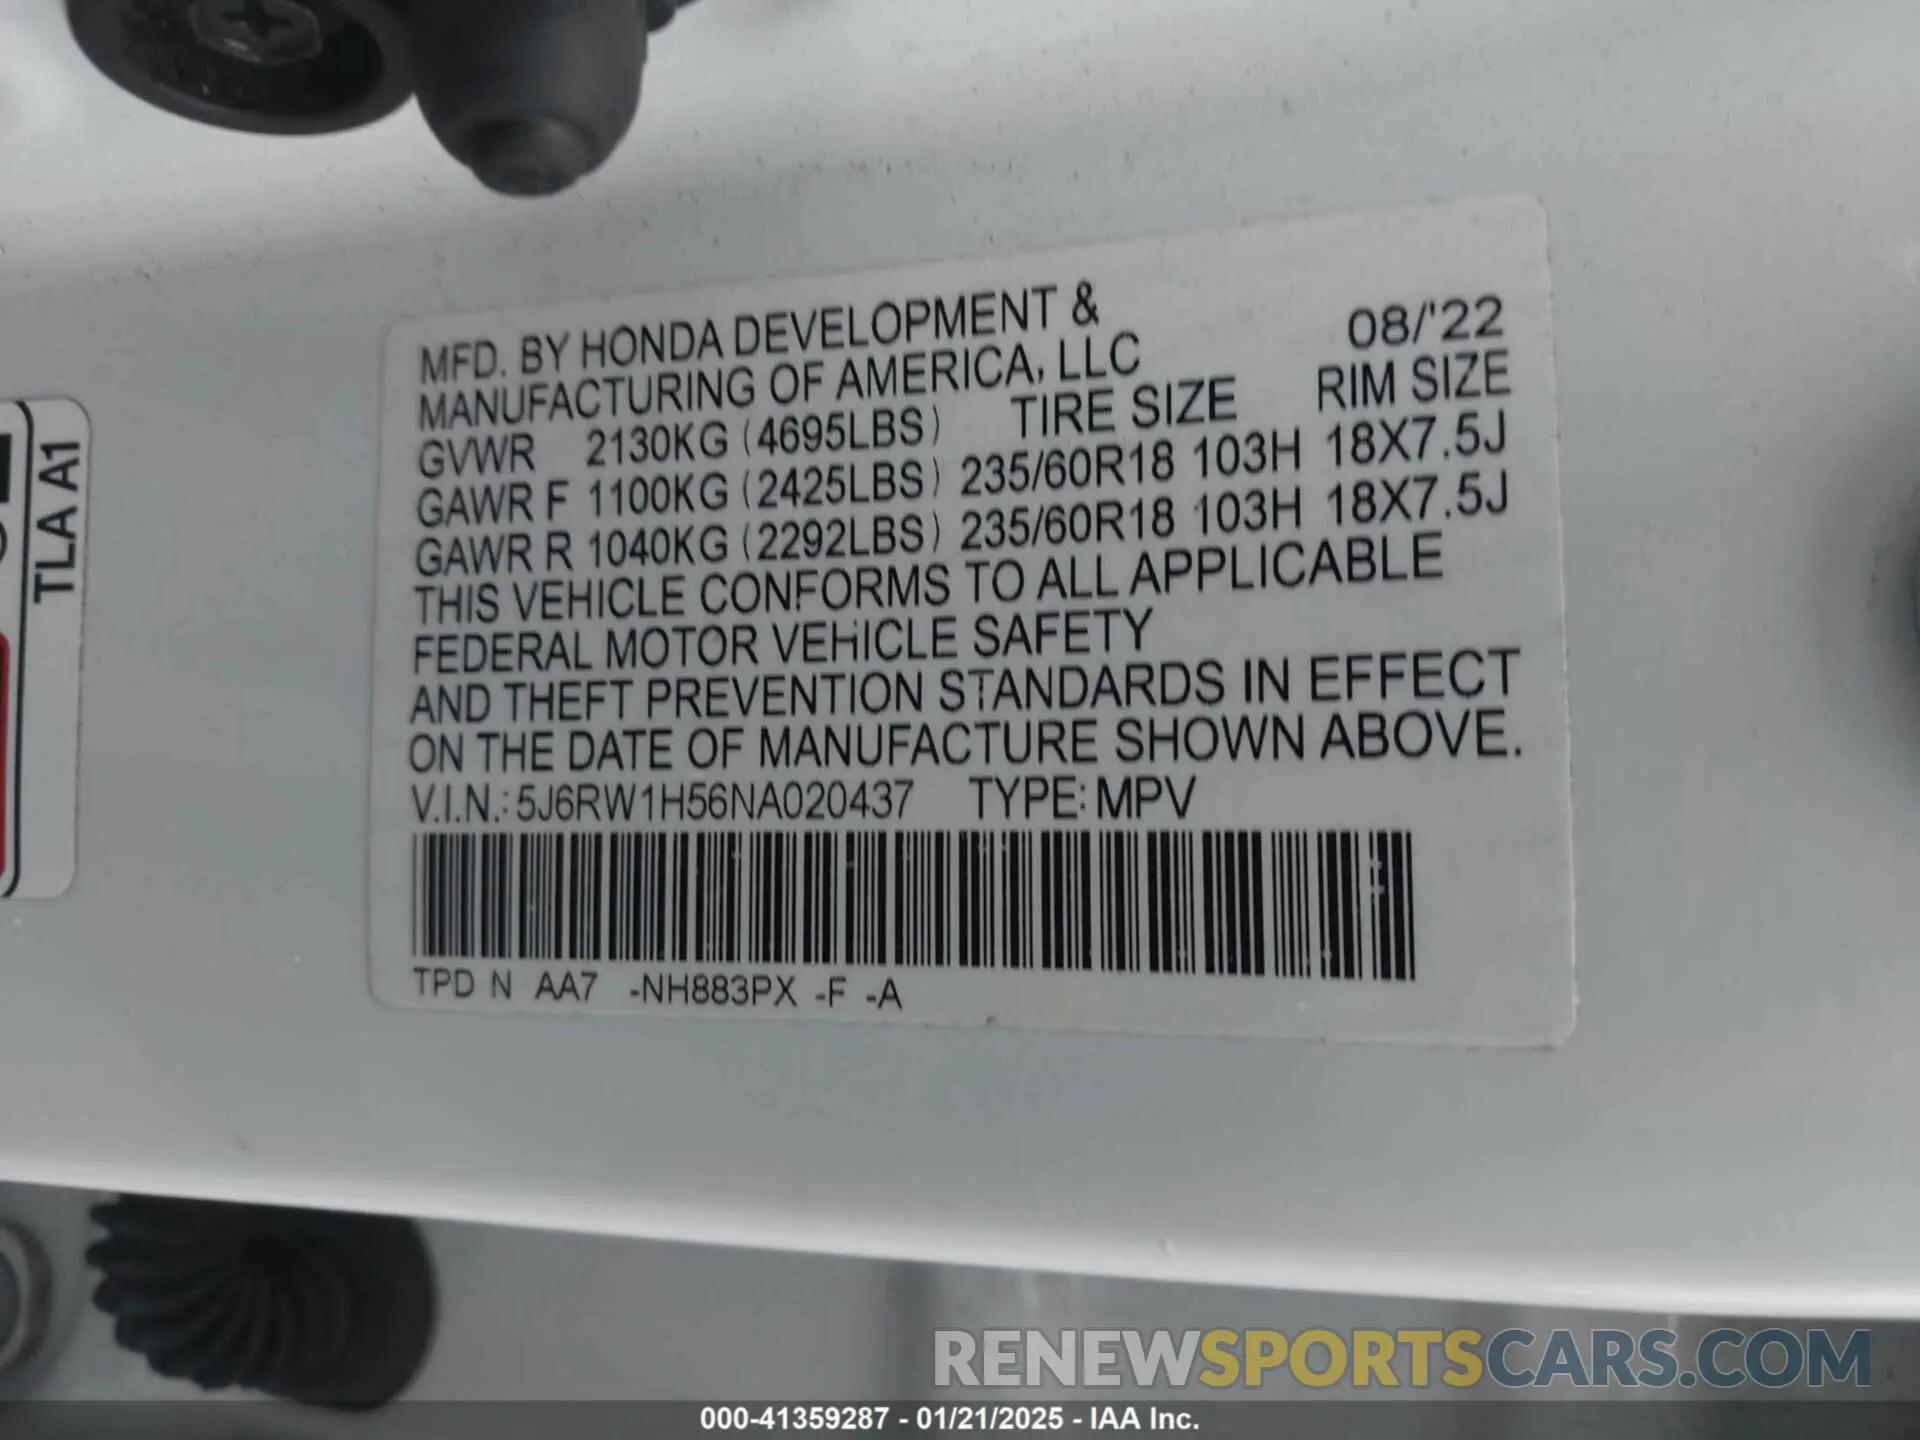 MFD. BY HONDA DEVELOPMENT &
MANUFACTURING OF AMERICA, LLC 08/'22
GVWR 2130KG (4695LBS) TIRE SIZE RIM SIZE
GAWR F 1100KG (2425LBS) 235/60R18 103H 18X7.5J
GAWR R 1040KG (2292LBS) 235/60R18 103H 18X7.5J
THIS VEHICLE CONFORMS TO ALL APPLICABLE
FEDERAL MOTOR VEHICLE SAFETY
AND THEFT PREVENTION STANDARDS IN EFFECT
ON THE DATE OF MANUFACTURE SHOWN ABOVE.
V.I.N.: 5J6RW1H56NA020437 TYPE: MPV
TPD N AA7 -NH883PX -F -A
TLA A1
RENEWSPORTSCARS.COM
000-41359287 - 01/21/2025 - IAA Inc.